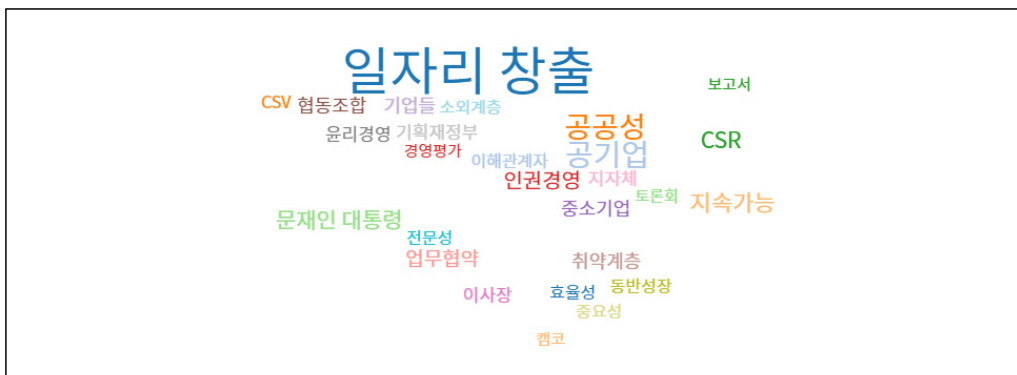 일자리 창출
보고서
CSV 협동조합 기업들 소외계층
공공성
윤리경영 기획재정부
CSR
경영평가 이해관계자 공기업
인권경영 지자체
토론회
중소기업 지속가능
문재인 대통령
전문성
업무협약 취약계층
이사장 효율성 동반성장
중요성
캠코